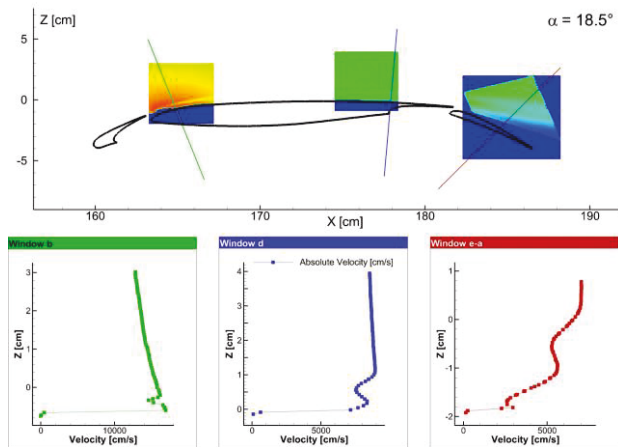 Z [cm]
α = 18.5°
5
0
-5
160
170
180
190
X [cm]
Window b
Z [cm]
3
2
1
0
0
10000
Velocity [cm/s]
Window d
Absolute Velocity [cm/s]
Z [cm]
4
3
2
1
0
0
5000
Velocity [cm/s]
Window e-a
Z [cm]
1
0
-1
-2
0
5000
Velocity [cm/s]